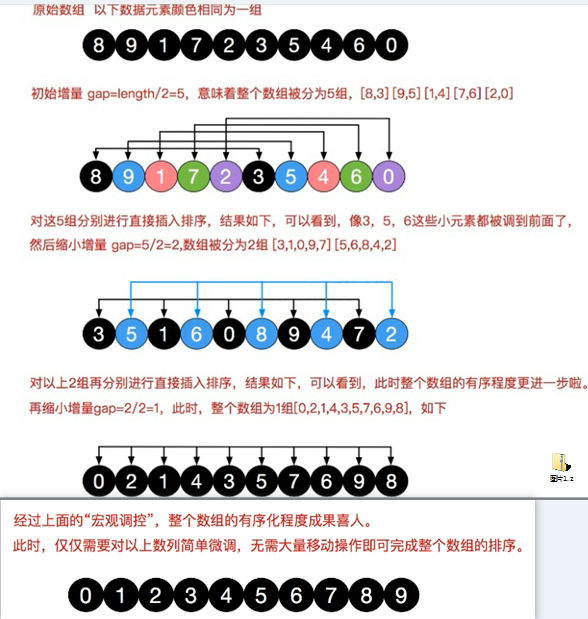 原始数组 以下数据元素颜色相同为一组
8 9 1 7 2 3 5 4 6 0
初始增量 gap=length/2=5，意味着整个数组被分为5组，[8,3][9,5][1,4][7,6][2,0]
8 9 1 7 2 3 5 4 6 0
对这5组分别进行直接插入排序，结果如下，可以看到，像3，5，6这些小元素都被调到前面了，
然后缩小增量 gap=5/2=2,数组被分为2组 [3,1,0,9,7] [5,6,8,4,2]
3 5 1 6 0 8 9 4 7 2
对以上2组再分别进行直接插入排序，结果如下，可以看到，此时整个数组的有序程度更进一步啦。
再缩小增量gap=2/2=1，此时，整个数组为1组[0,2,1,4,3,5,7,6,9,8]，如下
0 2 1 4 3 5 7 6 9 8
图片1.z
经过上面的“宏观调控”，整个数组的有序化程度成果喜人。
此时，仅仅需要对以上数列简单微调，无需大量移动操作即可完成整个数组的排序。
0 1 2 3 4 5 6 7 8 9